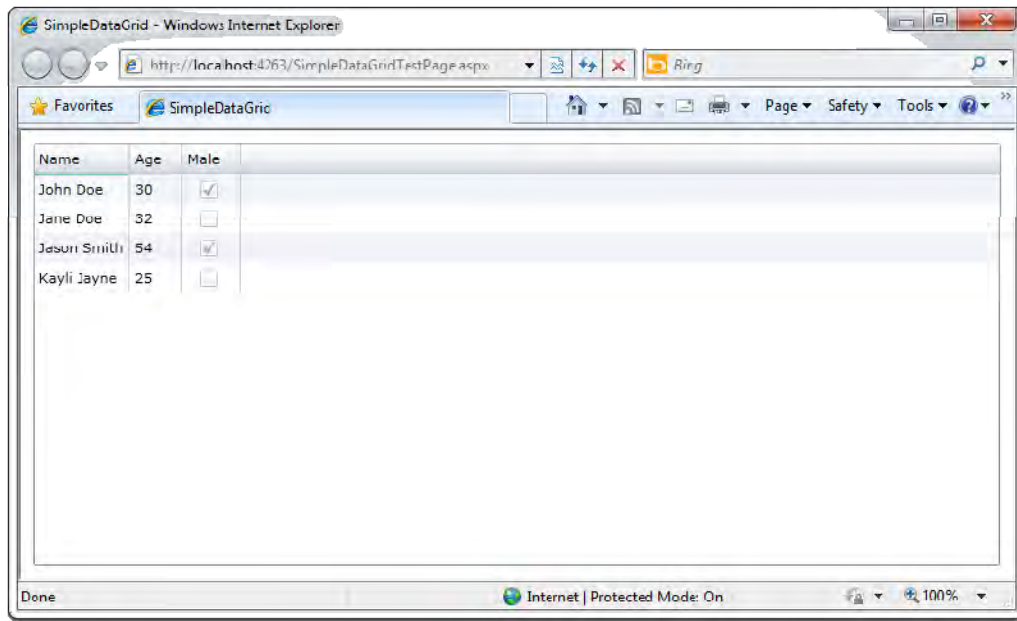 SimpleDataGrid - Windows Internet Explorer
http://localhost:4263/SimpleDataGridTestPage.aspx
Bing
Favorites SimpleDataGrid Page Safety Tools
Name Age Male
John Doe 30
Jane Doe 32
Jason Smith 54
Kayli Jayne 25
Done Internet | Protected Mode: On 100%